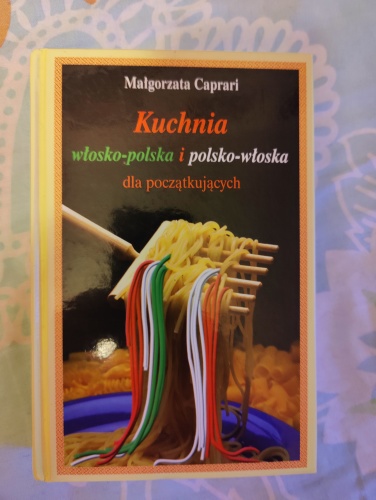 Małgorzata Caprari
Kuchnia
włosko-polska i polsko-włoska
dla początkujących